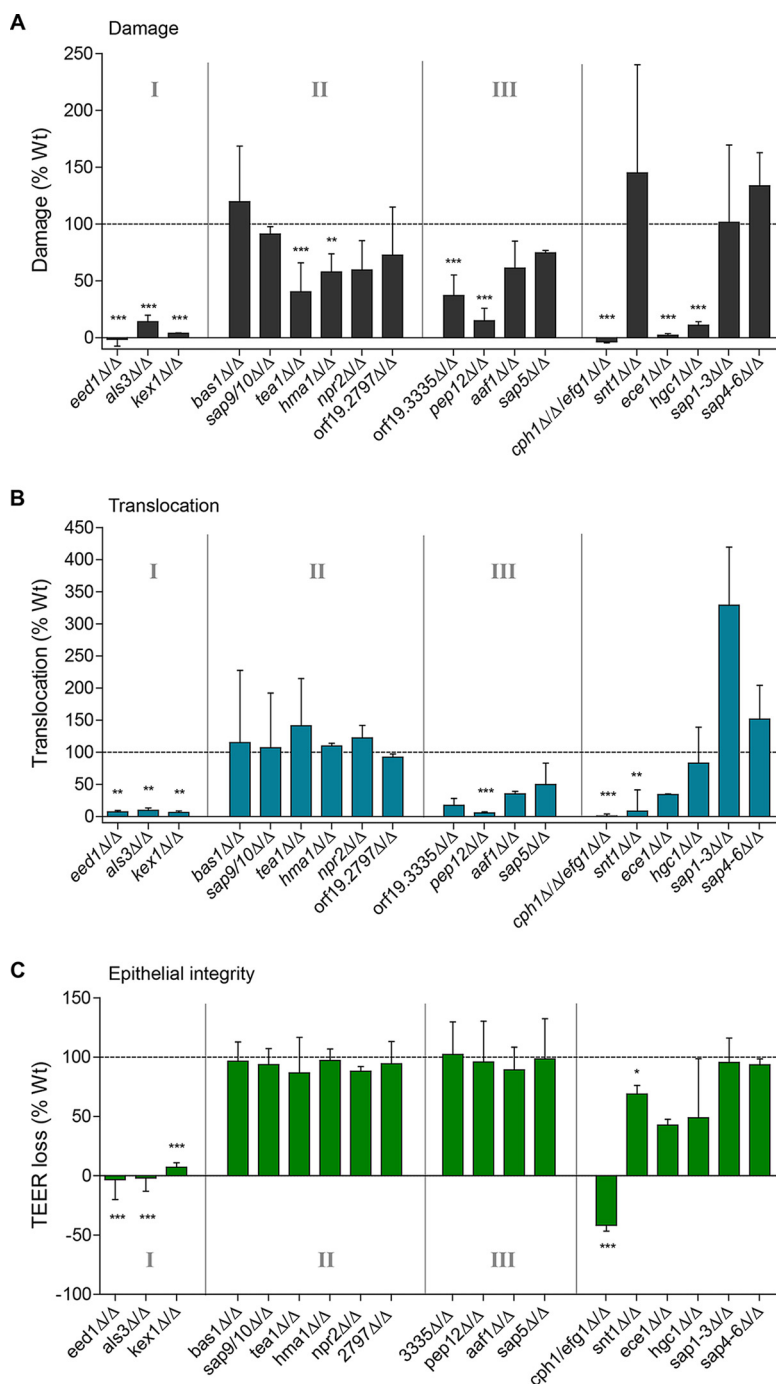 A Damage
Damage (% Wt)
250
200
150
100
50
0
I
II
III
***
***
***
***
**
***
***
***
***
***
eed1Δ/Δ
als3Δ/Δ
kex1Δ/Δ
bas1Δ/Δ
sap9/10Δ/Δ
tea1Δ/Δ
hma1Δ/Δ
npr2Δ/Δ
orf19.2797Δ/Δ
orf19.3335Δ/Δ
pep12Δ/Δ
aaf1Δ/Δ
sap5Δ/Δ
cph1Δ/Δ/efg1Δ/Δ
snt1Δ/Δ
ece1Δ/Δ
hgc1Δ/Δ
sap1-3Δ/Δ
sap4-6Δ/Δ
B Translocation
Translocation (% Wt)
450
400
350
300
250
200
150
100
50
0
I
II
III
**
**
**
***
***
**
eed1Δ/Δ
als3Δ/Δ
kex1Δ/Δ
bas1Δ/Δ
sap9/10Δ/Δ
tea1Δ/Δ
hma1Δ/Δ
npr2Δ/Δ
orf19.2797Δ/Δ
orf19.3335Δ/Δ
pep12Δ/Δ
aaf1Δ/Δ
sap5Δ/Δ
cph1Δ/Δ/efg1Δ/Δ
snt1Δ/Δ
ece1Δ/Δ
hgc1Δ/Δ
sap1-3Δ/Δ
sap4-6Δ/Δ
C Epithelial integrity
TEER loss (% Wt)
150
100
50
0
-50
-100
***
***
***
*
***
I
II
III
eed1Δ/Δ
als3Δ/Δ
kex1Δ/Δ
bas1Δ/Δ
sap9/10Δ/Δ
tea1Δ/Δ
hma1Δ/Δ
npr2Δ/Δ
2797Δ/Δ
3335Δ/Δ
pep12Δ/Δ
aaf1Δ/Δ
sap5Δ/Δ
cph1/efg1Δ/Δ
snt1Δ/Δ
ece1Δ/Δ
hgc1Δ/Δ
sap1-3Δ/Δ
sap4-6Δ/Δ